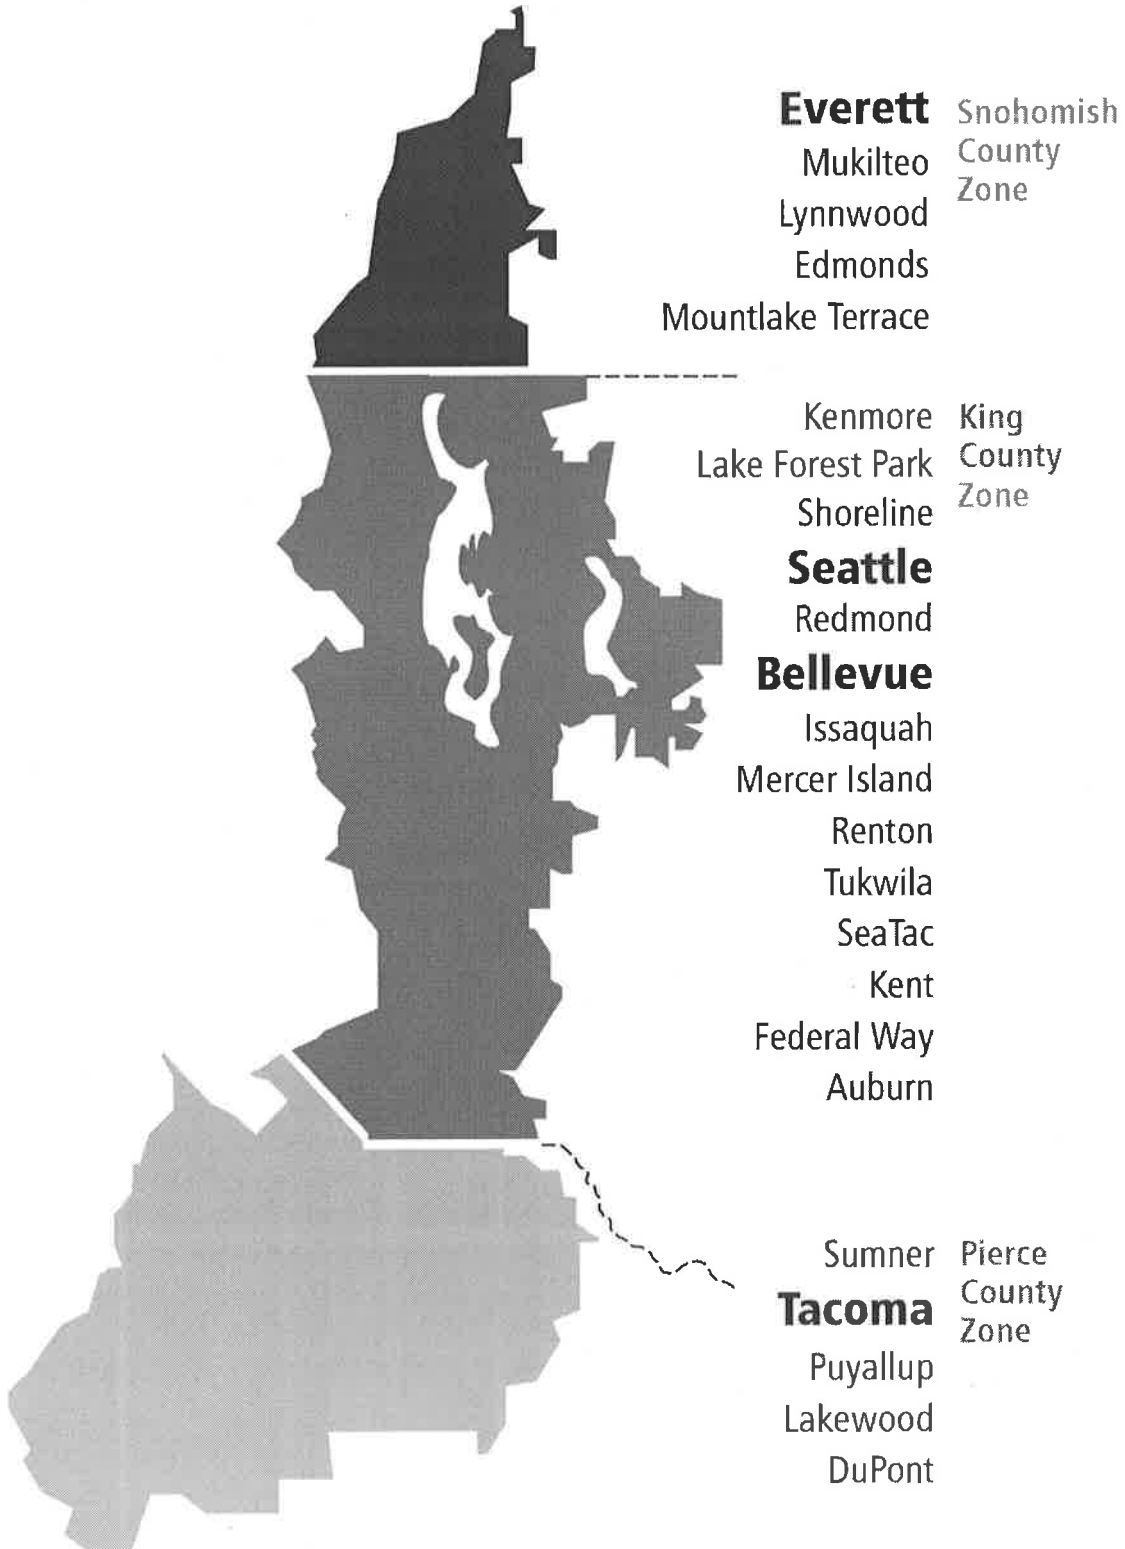 Everett
Mukilteo
Lynnwood
Edmonds
Mountlake Terrace
Snohomish
County
Zone
Kenmore
Lake Forest Park
Shoreline
Seattle
Redmond
Bellevue
Issaquah
Mercer Island
Renton
Tukwila
SeaTac
Kent
Federal Way
Auburn
King
County
Zone
Sumner
Tacoma
Puyallup
Lakewood
DuPont
Pierce
County
Zone